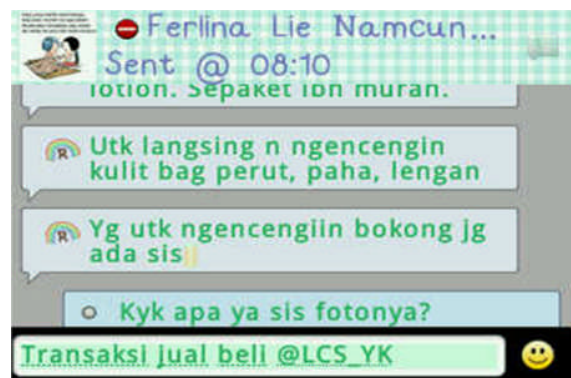 Ferlina Lie Namcun...
Sent @ 08:10
lotion. Sepaket lbh murah.
R Utk langsing n ngencengin
kulit bag perut, paha, lengan
R Yg utk ngencengiin bokong jg
ada sis
Kyk apa ya sis fotonya?
Transaksi jual beli @LCS_YK